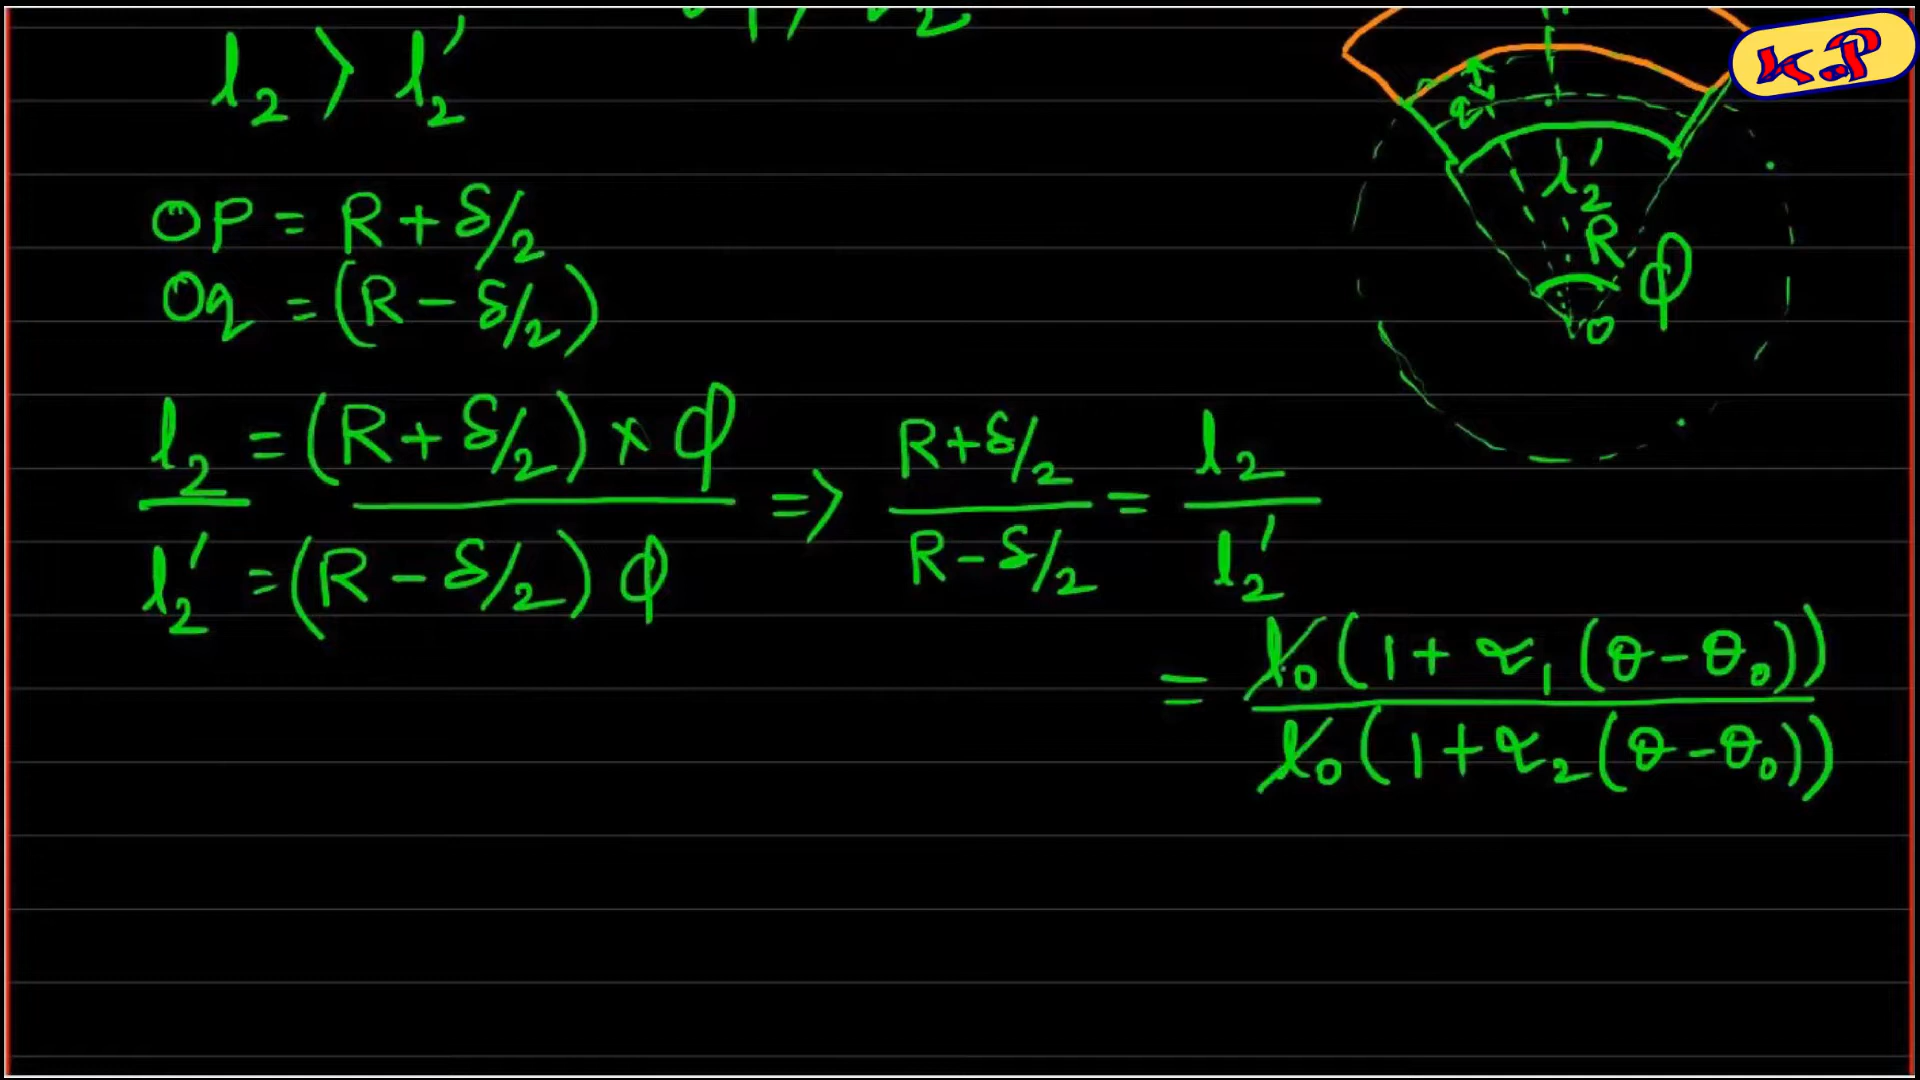 l₂ > l₂'
OP = R + δ/2
Oq = (R − δ/2)
l₂ = (R + δ/2) × φ
l₂' = (R − δ/2) φ
=> (R + δ/2)/(R − δ/2) = l₂/l₂'
= l₀(1 + α₁(θ − θ₀))/l₀(1 + α₂(θ − θ₀))
K.P
l₂'
R
φ
O